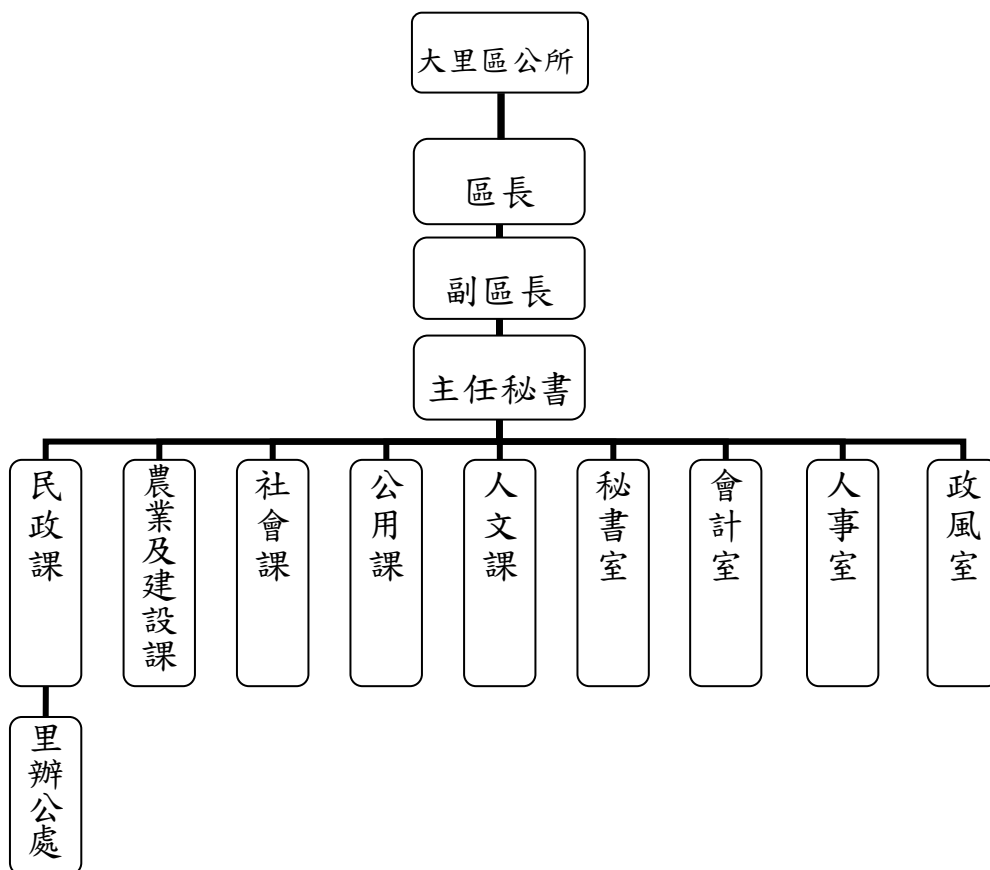 大里區公所
區長
副區長
主任秘書
民政課
農業及建設課
社會課
公用課
人文課
秘書室
會計室
人事室
政風室
里辦公處